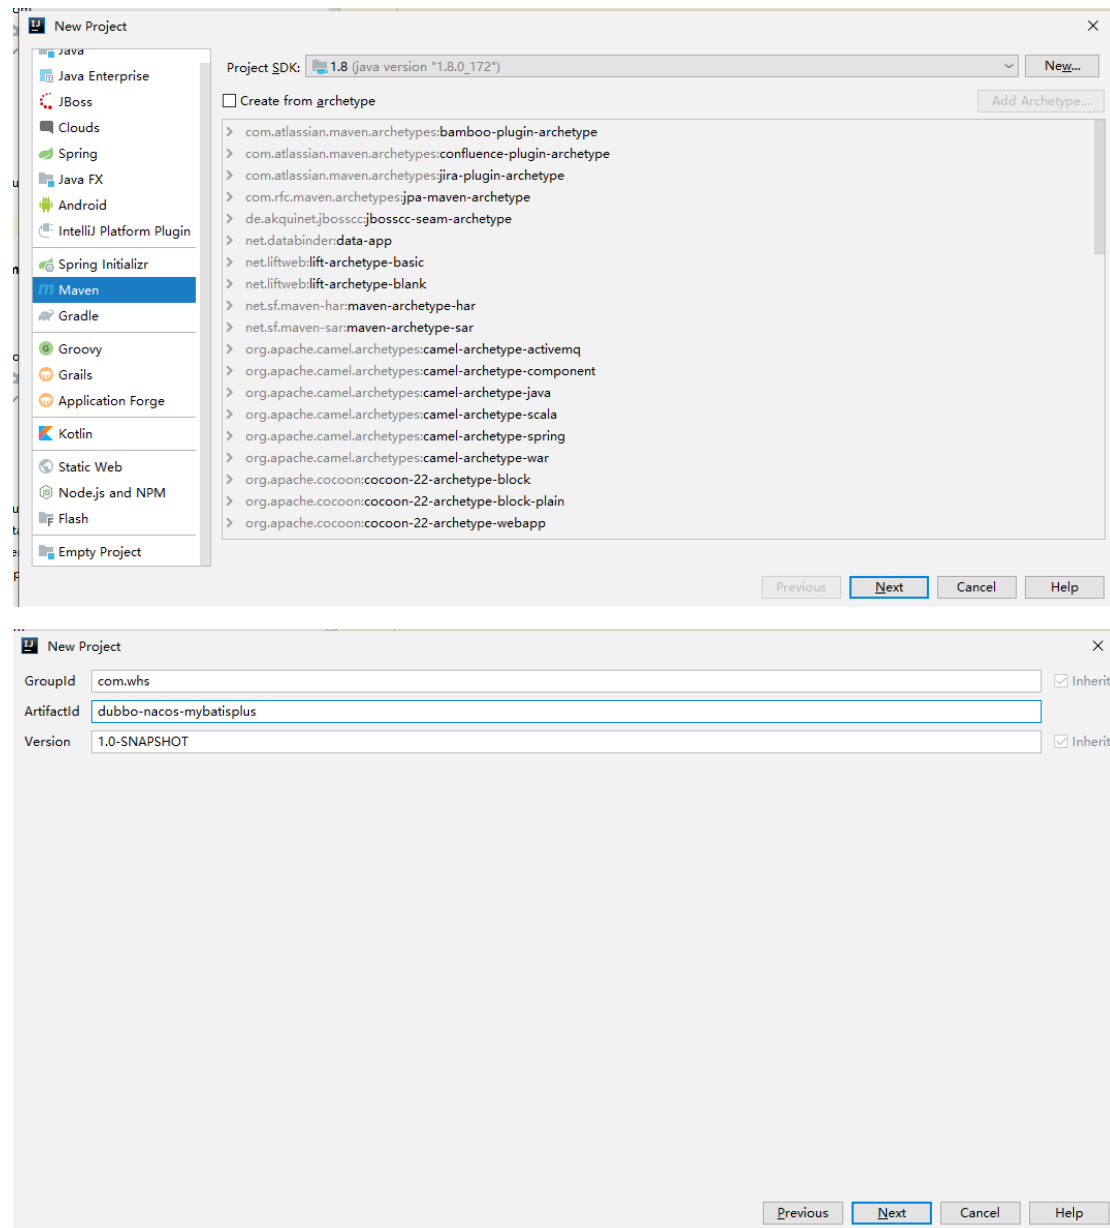 New Project
Java
Java Enterprise
JBoss
Clouds
Spring
Java FX
Android
IntelliJ Platform Plugin
Spring Initializr
Maven
Gradle
Groovy
Grails
Application Forge
Kotlin
Static Web
Node.js and NPM
Flash
Empty Project
Project SDK: 1.8 (java version "1.8.0_172") New...
Create from archetype Add Archetype...
com.atlassian.maven.archetypes:bamboo-plugin-archetype
com.atlassian.maven.archetypes:confluence-plugin-archetype
com.atlassian.maven.archetypes:jira-plugin-archetype
com.rfc.maven.archetypes:jpa-maven-archetype
de.akquinet.jbosscc:jbosscc-seam-archetype
net.databinder:data-app
net.liftweb:lift-archetype-basic
net.liftweb:lift-archetype-blank
net.sf.maven-har:maven-archetype-har
net.sf.maven-sar:maven-archetype-sar
org.apache.camel.archetypes:camel-archetype-activemq
org.apache.camel.archetypes:camel-archetype-component
org.apache.camel.archetypes:camel-archetype-java
org.apache.camel.archetypes:camel-archetype-scala
org.apache.camel.archetypes:camel-archetype-spring
org.apache.camel.archetypes:camel-archetype-war
org.apache.cocoon:cocoon-22-archetype-block
org.apache.cocoon:cocoon-22-archetype-block-plain
org.apache.cocoon:cocoon-22-archetype-webapp
Previous Next Cancel Help
New Project
GroupId com.whs Inherit
ArtifactId dubbo-nacos-mybatisplus
Version 1.0-SNAPSHOT Inherit
Previous Next Cancel Help